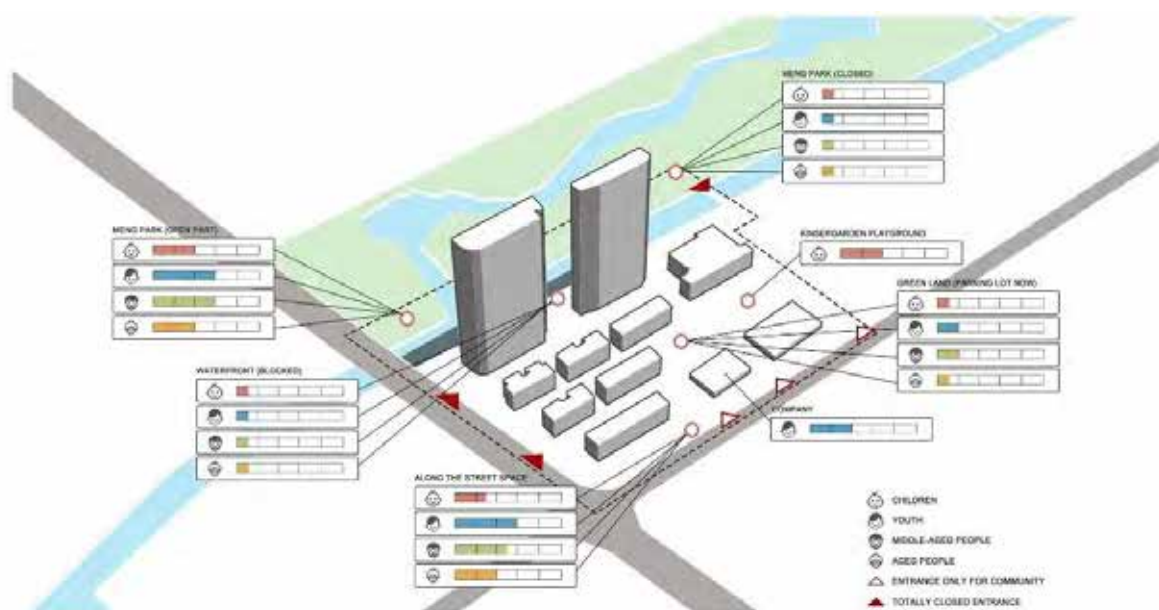 MENG PARK (CLOSED)
MENG PARK (OPEN PART)
KINGERGARDEN PLAYGROUND
GREEN LAND (PARKING LOT NOW)
WATERFRONT (BLOCKED)
COMPANY
ALONG THE STREET SPACE
CHILDREN
YOUTH
MIDDLE-AGED PEOPLE
AGED PEOPLE
ENTRANCE ONLY FOR COMMUNITY
TOTALLY CLOSED ENTRANCE